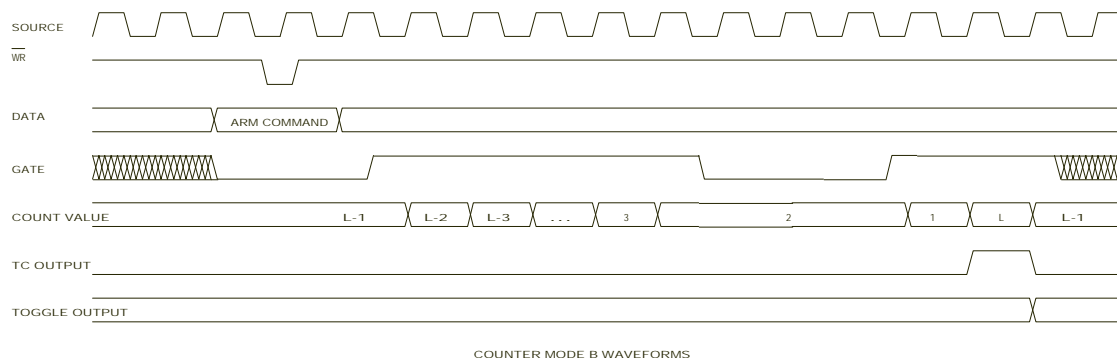 SOURCE
WR
DATA ARM COMMAND
GATE
COUNT VALUE L-1 L-2 L-3 ... 3 2 1 L L-1
TC OUTPUT
TOGGLE OUTPUT
COUNTER MODE B WAVEFORMS